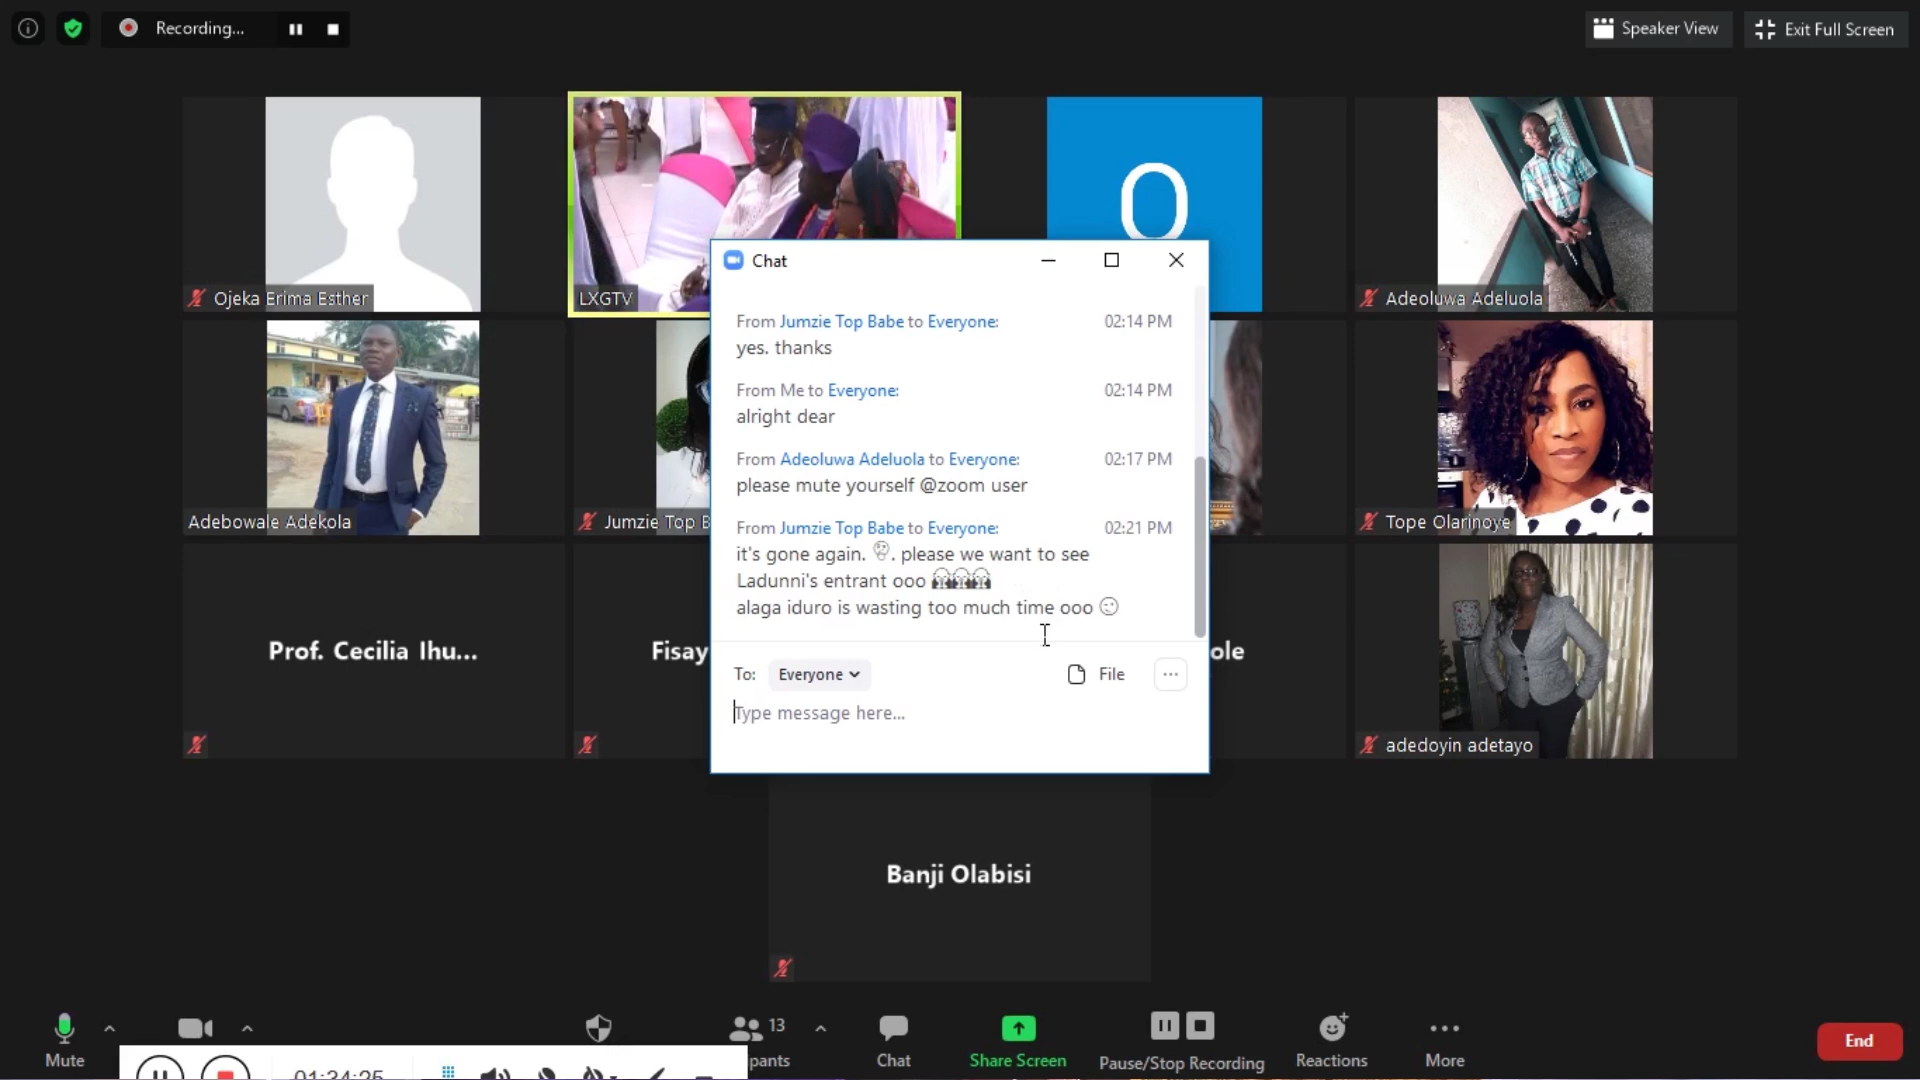 Recording...
Speaker View
Exit Full Screen
O
Ojeka Erima Esther
LXGTV
Adeoluwa Adeluola
Chat
From Jumzie Top Babe to Everyone: 02:14 PM
yes. thanks
From Me to Everyone: 02:14 PM
alright dear
From Adeoluwa Adeluola to Everyone: 02:17 PM
please mute yourself @zoom user
From Jumzie Top Babe to Everyone: 02:21 PM
it's gone again. . please we want to see
Ladunni's entrant ooo
alaga iduro is wasting too much time ooo
To: Everyone
File
Type message here...
Adebowale Adekola
Jumzie Top B
Tope Olarinoye
Prof. Cecilia Ihu...
Fisay
ole
adedoyin adetayo
Banji Olabisi
13
Mute
pants
Chat
Share Screen
Pause/Stop Recording
Reactions
More
End
01:34:25